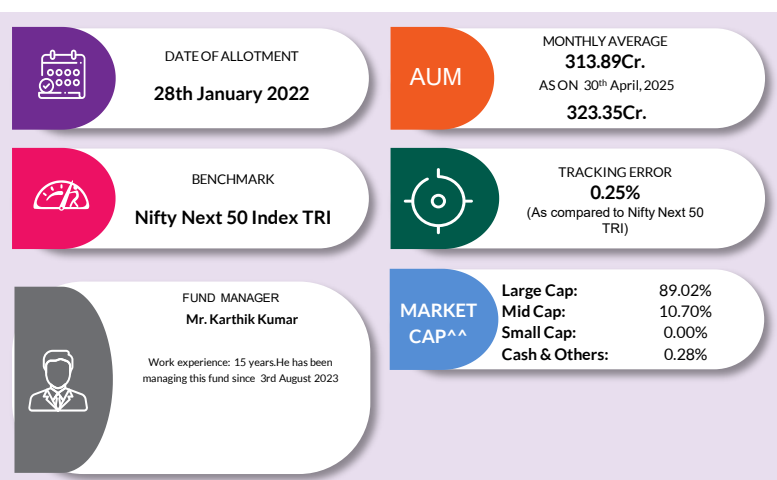 DATE OF ALLOTMENT
28th January 2022
AUM
MONTHLY AVERAGE
313.89Cr.
AS ON 30th April, 2025
323.35Cr.
BENCHMARK
Nifty Next 50 Index TRI
TRACKING ERROR
0.25%
(As compared to Nifty Next 50
TRI)
FUND MANAGER
Mr. Karthik Kumar
Work experience: 15 years.He has been
managing this fund since 3rd August 2023
MARKET
CAP^^
Large Cap: 89.02%
Mid Cap: 10.70%
Small Cap: 0.00%
Cash & Others: 0.28%